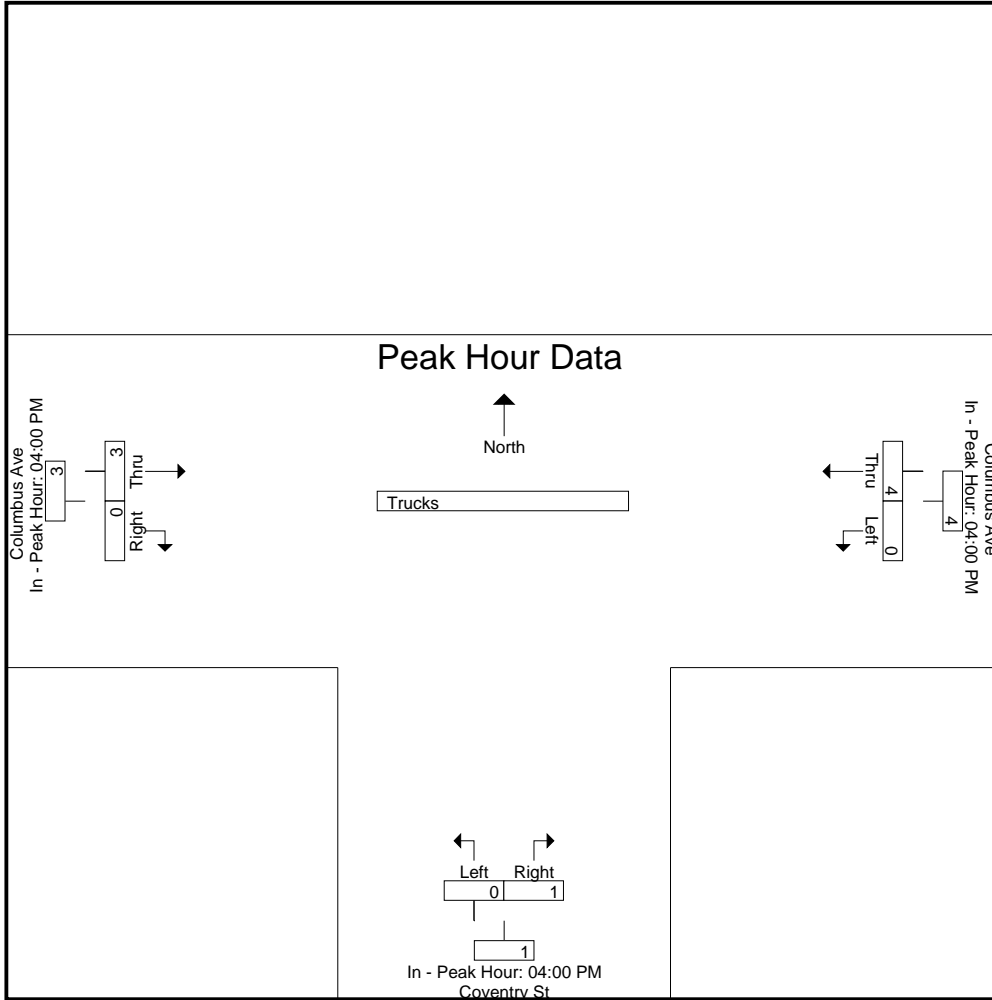 Peak Hour Data
North
Trucks
Columbus Ave
In - Peak Hour: 04:00 PM
3
3
0
Thru
Right
Columbus Ave
In - Peak Hour: 04:00 PM
4
4
0
Thru
Left
Left Right
0 1
1
In - Peak Hour: 04:00 PM
Coventry St